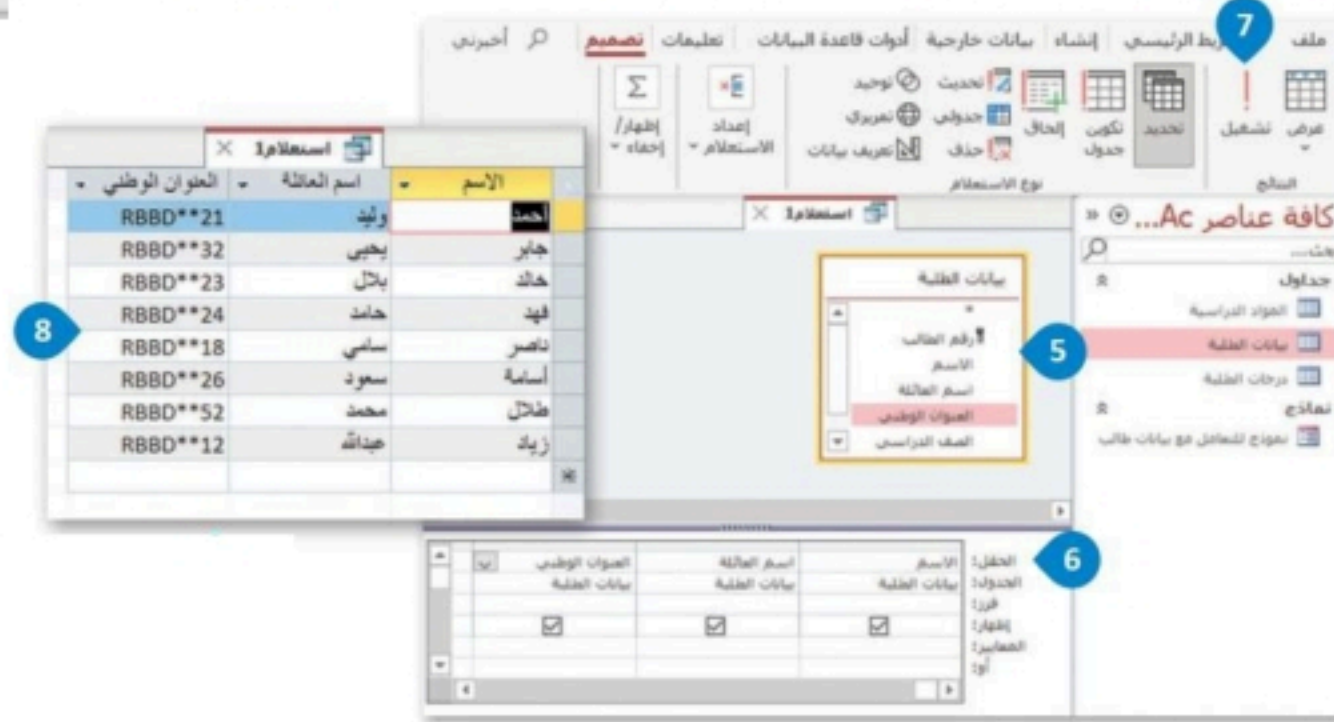 7
ملف
إنشاء بيانات خارجية أدوات قاعدة البيانات تعليمات تصميم أخبرني
عرض تشغيل
النتائج
تحديد تكوين جدول إلحاق
تحديث توحيد
جدولي تمريري
حذف تعريف بيانات
نوع الاستعلام
إعداد الاستعلام
إظهار/إخفاء
استعلام1
الاسم اسم العائلة العنوان الوطني
أحمد وليد RBBD**21
جابر يحيى RBBD**32
خالد بلال RBBD**23
فهد حامد RBBD**24
ناصر سامي RBBD**18
أسامة سعود RBBD**26
طلال محمد RBBD**52
زياد عبدالله RBBD**12
8
كافة عناصر Ac...
جداول
المواد الدراسية
بيانات الطلبة
درجات الطلبة
نماذج
نموذج للتعامل مع بيانات طالب
استعلام1
بيانات الطلبة
*
رقم الطالب
الاسم
اسم العائلة
العنوان الوطني
الصف الدراسي
5
6
الحقل: الاسم اسم العائلة العنوان الوطني
الجدول: بيانات الطلبة بيانات الطلبة بيانات الطلبة
فرز:
إظهار:
المعايير:
أو: